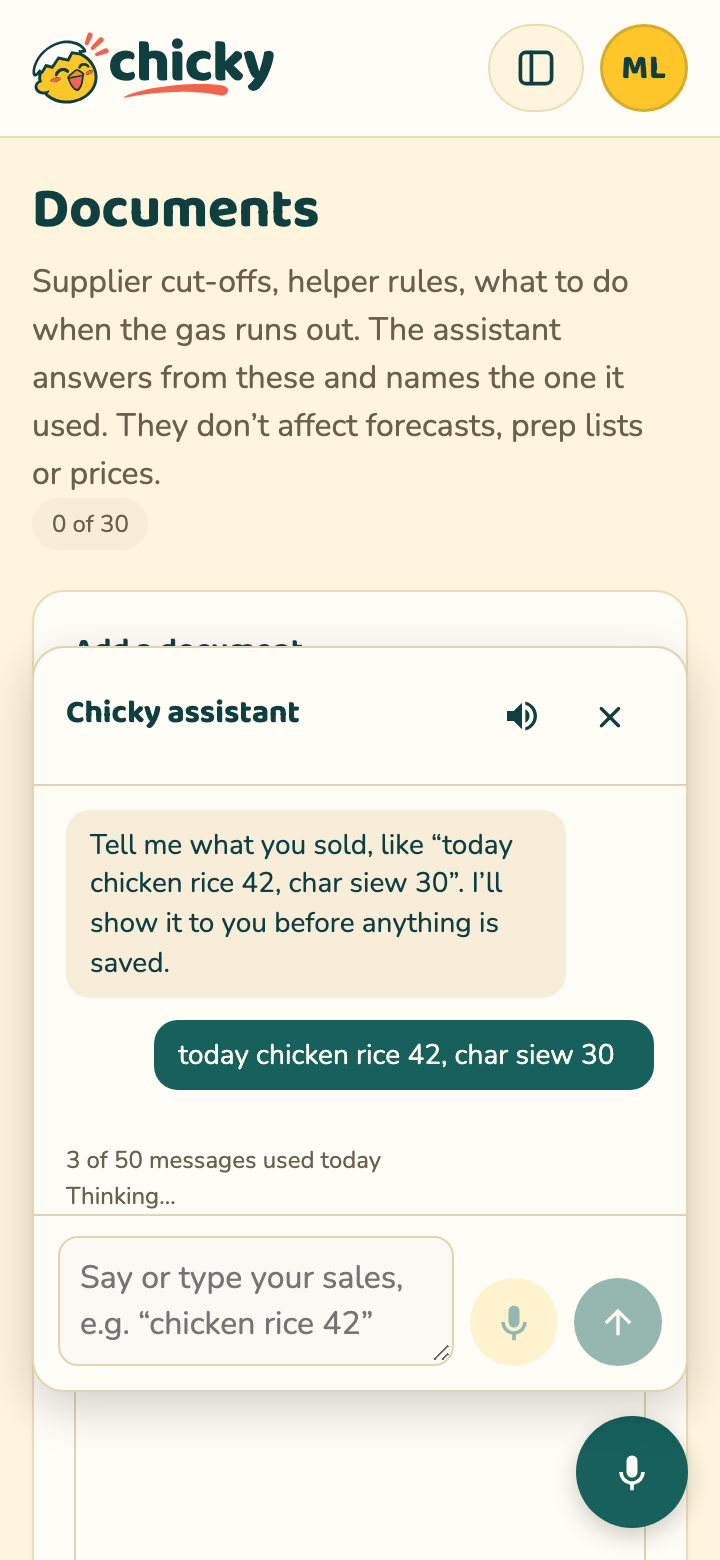 chicky
ML
Documents
Supplier cut-offs, helper rules, what to do
when the gas runs out. The assistant
answers from these and names the one it
used. They don’t affect forecasts, prep lists
or prices.
0 of 30
Add a document
Chicky assistant
Tell me what you sold, like “today
chicken rice 42, char siew 30”. I’ll
show it to you before anything is
saved.
today chicken rice 42, char siew 30
3 of 50 messages used today
Thinking…
Say or type your sales,
e.g. “chicken rice 42”